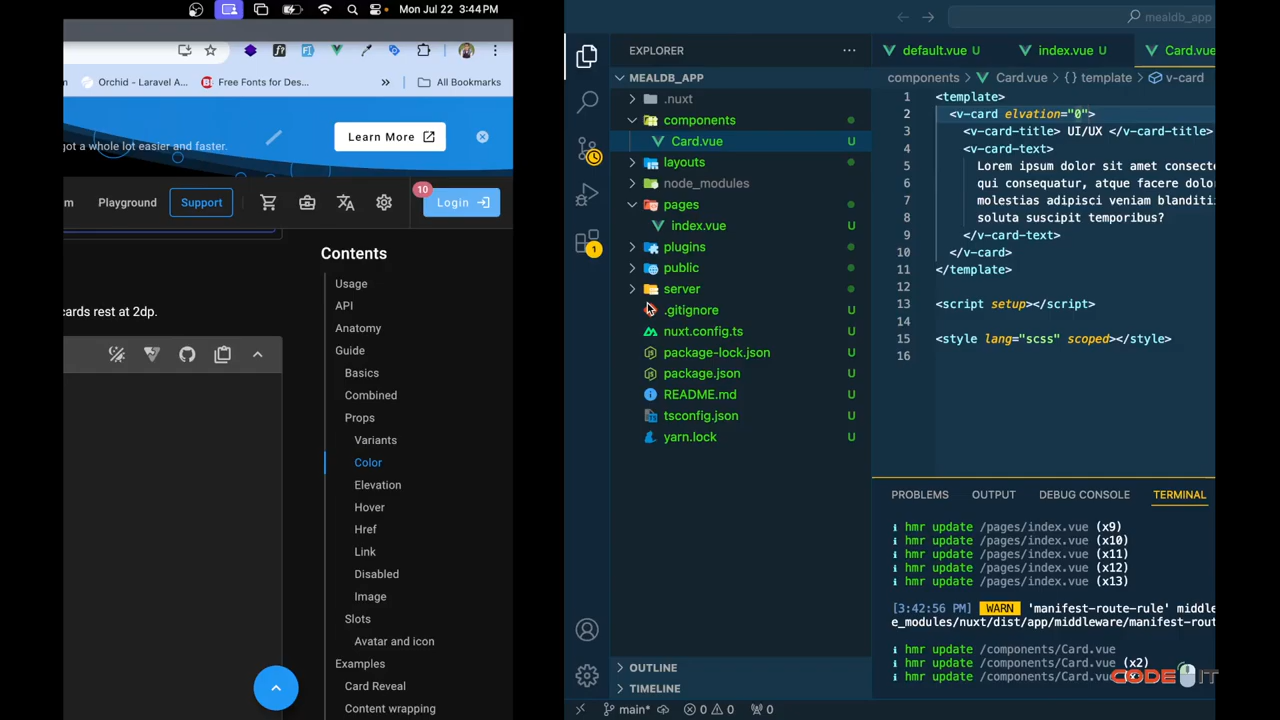 Mon Jul 22 3:44PM
Orchid - Laravel A...
Free Fonts for Des...
»
All Bookmarks
got a whole lot easier and faster.
Learn More
Playground
Support
10
Login
Contents
Usage
API
cards rest at 2dp.
Anatomy
Guide
Basics
Combined
Props
Variants
Color
Elevation
Hover
Href
Link
Disabled
Image
Slots
Avatar and icon
Examples
Card Reveal
Content wrapping
mealdb_app
EXPLORER
MEALDB_APP
.nuxt
components
Card.vue U
layouts
node_modules
pages
index.vue U
plugins
public
server
.gitignore U
nuxt.config.ts U
package-lock.json U
package.json U
README.md U
tsconfig.json U
yarn.lock U
OUTLINE
TIMELINE
1
default.vue U
index.vue U
Card.vue
components > Card.vue > {} template > v-card
1 <template>
2 <v-card elvation="0">
3 <v-card-title> UI/UX </v-card-title>
4 <v-card-text>
5 Lorem ipsum dolor sit amet consecte
6 qui consequatur, atque facere dolor
7 molestias adipisci veniam blanditii
8 soluta suscipit temporibus?
9 </v-card-text>
10 </v-card>
11 </template>
12
13 <script setup></script>
14
15 <style lang="scss" scoped></style>
16
PROBLEMS OUTPUT DEBUG CONSOLE TERMINAL
hmr update /pages/index.vue (x9)
hmr update /pages/index.vue (x10)
hmr update /pages/index.vue (x11)
hmr update /pages/index.vue (x12)
hmr update /pages/index.vue (x13)
[3:42:56 PM] WARN 'manifest-route-rule' middl
e_modules/nuxt/dist/app/middleware/manifest-rout
hmr update /components/Card.vue
hmr update /components/Card.vue (x2)
hmr update /components/Card.vue
CODE IT
main* 0 0 0